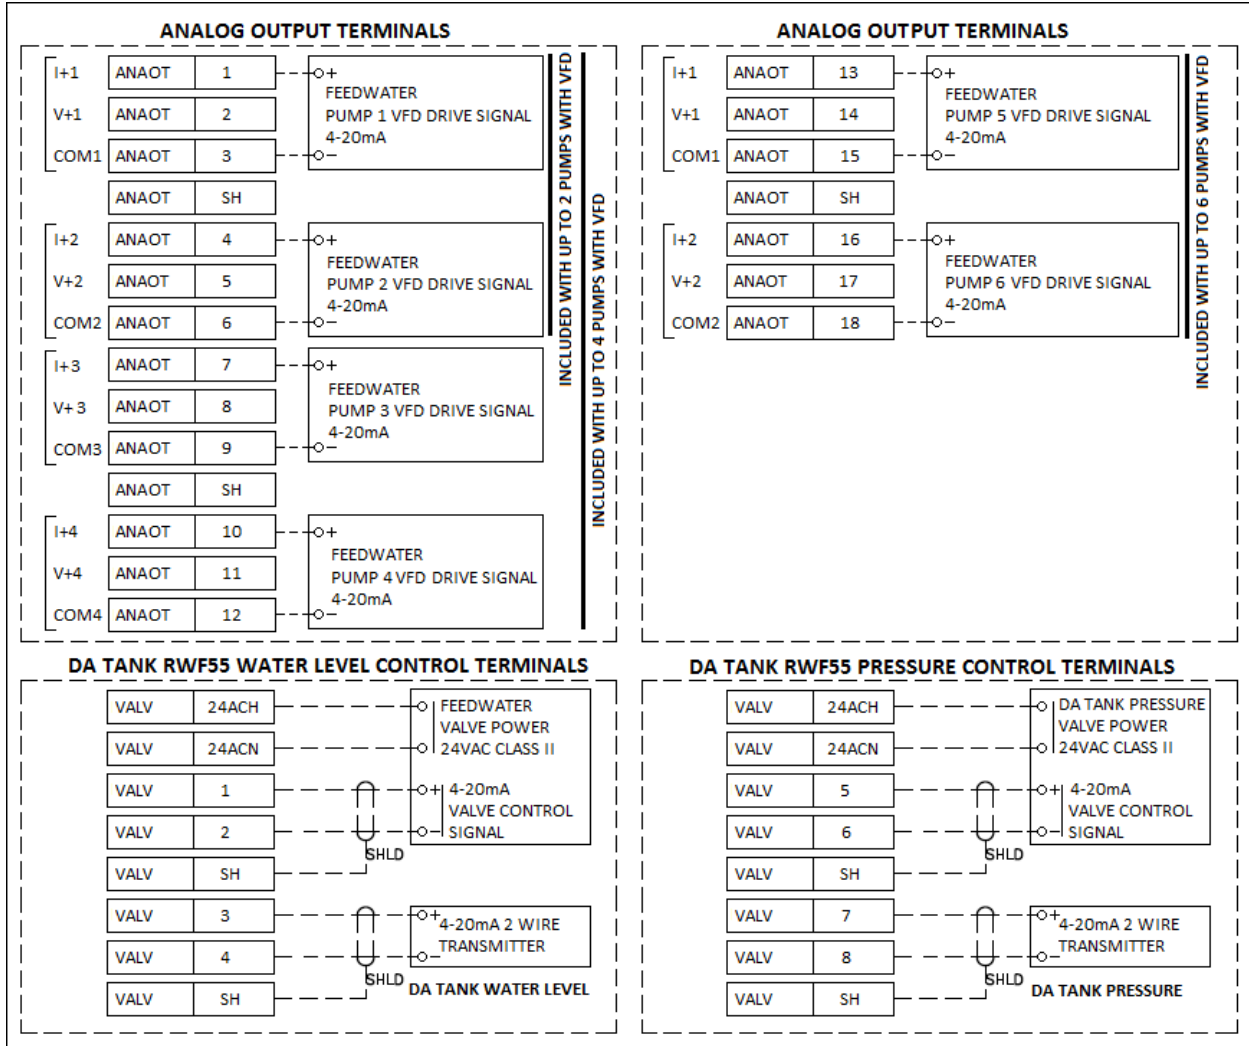 ANALOG OUTPUT TERMINALS
I+1 ANAOT 1 +
FEEDWATER
V+1 ANAOT 2 PUMP 1 VFD DRIVE SIGNAL
4-20mA
COM1 ANAOT 3 −
ANAOT SH
I+2 ANAOT 4 +
FEEDWATER
V+2 ANAOT 5 PUMP 2 VFD DRIVE SIGNAL
4-20mA
COM2 ANAOT 6 −
I+3 ANAOT 7 +
FEEDWATER
V+3 ANAOT 8 PUMP 3 VFD DRIVE SIGNAL
4-20mA
COM3 ANAOT 9 −
ANAOT SH
I+4 ANAOT 10 +
FEEDWATER
V+4 ANAOT 11 PUMP 4 VFD DRIVE SIGNAL
4-20mA
COM4 ANAOT 12 −
INCLUDED WITH UP TO 2 PUMPS WITH VFD
INCLUDED WITH UP TO 4 PUMPS WITH VFD
ANALOG OUTPUT TERMINALS
I+1 ANAOT 13 +
FEEDWATER
V+1 ANAOT 14 PUMP 5 VFD DRIVE SIGNAL
4-20mA
COM1 ANAOT 15 −
ANAOT SH
I+2 ANAOT 16 +
FEEDWATER
V+2 ANAOT 17 PUMP 6 VFD DRIVE SIGNAL
4-20mA
COM2 ANAOT 18 −
INCLUDED WITH UP TO 6 PUMPS WITH VFD
DA TANK RWF55 WATER LEVEL CONTROL TERMINALS
VALV 24ACH FEEDWATER
VALVE POWER
VALV 24ACN 24VAC CLASS II
VALV 1 + 4-20mA
VALVE CONTROL
VALV 2 − SIGNAL
SHLD
VALV SH
VALV 3 +
4-20mA 2 WIRE
TRANSMITTER
VALV 4 −
SHLD
DA TANK WATER LEVEL
VALV SH
DA TANK RWF55 PRESSURE CONTROL TERMINALS
VALV 24ACH DA TANK PRESSURE
VALVE POWER
VALV 24ACN 24VAC CLASS II
VALV 5 + 4-20mA
VALVE CONTROL
VALV 6 − SIGNAL
SHLD
VALV SH
VALV 7 +
4-20mA 2 WIRE
TRANSMITTER
VALV 8 −
SHLD
DA TANK PRESSURE
VALV SH